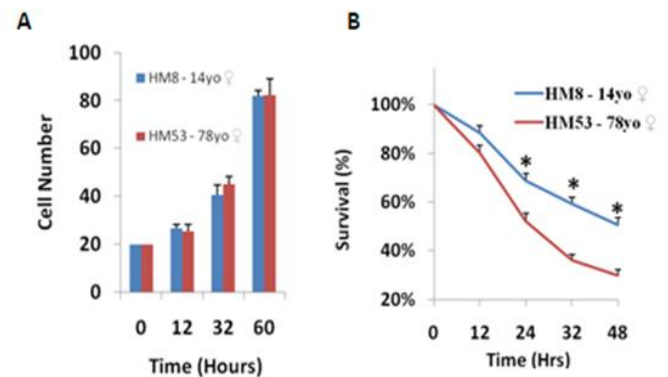 A
100
80
60
40
20
0
Cell Number
HM8 - 14yo ♀
HM53 - 78yo ♀
0 12 32 60
Time (Hours)
B
100%
80%
60%
40%
20%
Survival (%)
HM8 - 14yo ♀
HM53 - 78yo ♀
* * *
0 12 24 32 48
Time (Hrs)